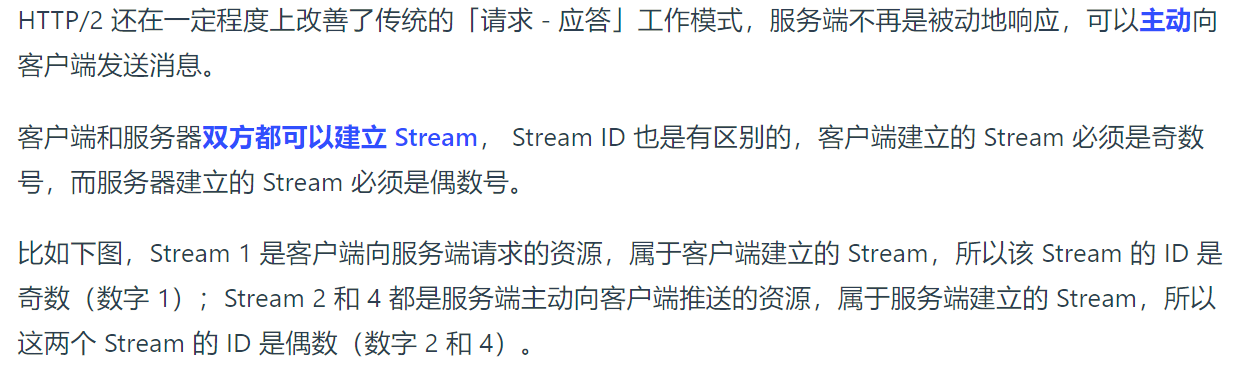 HTTP/2 还在一定程度上改善了传统的「请求 - 应答」工作模式，服务端不再是被动地响应，可以主动向
客户端发送消息。
客户端和服务器双方都可以建立 Stream， Stream ID 也是有区别的，客户端建立的 Stream 必须是奇数
号，而服务器建立的 Stream 必须是偶数号。
比如下图，Stream 1 是客户端向服务端请求的资源，属于客户端建立的 Stream，所以该 Stream 的 ID 是
奇数（数字 1）；Stream 2 和 4 都是服务端主动向客户端推送的资源，属于服务端建立的 Stream，所以
这两个 Stream 的 ID 是偶数（数字 2 和 4）。